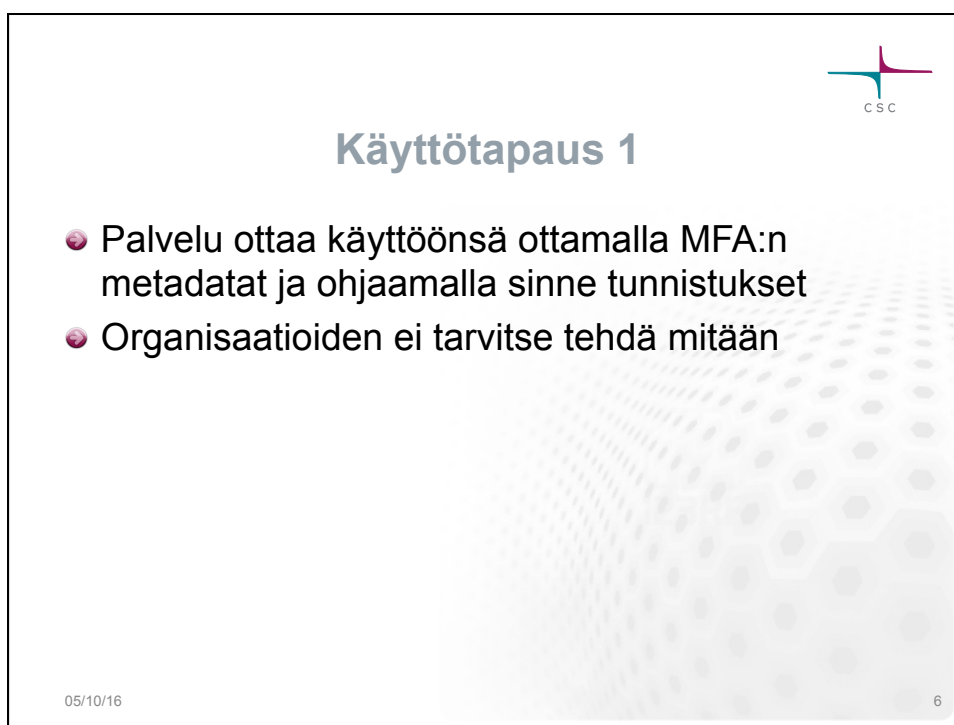 CSC
Käyttötapaus 1
Palvelu ottaa käyttöönsä ottamalla MFA:n
metadatat ja ohjaamalla sinne tunnistukset
Organisaatioiden ei tarvitse tehdä mitään
05/10/16
6